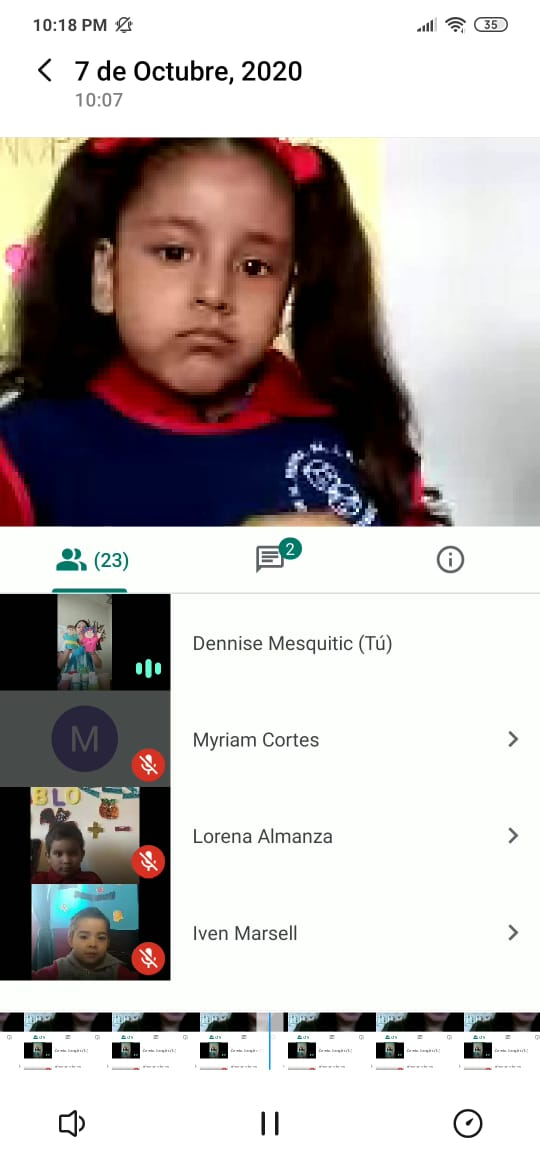 10:18 PM
35
7 de Octubre, 2020
10:07
(23)
2
Dennise Mesquitic (Tú)
M
Myriam Cortes
BLO
Lorena Almanza
Iven Marsell